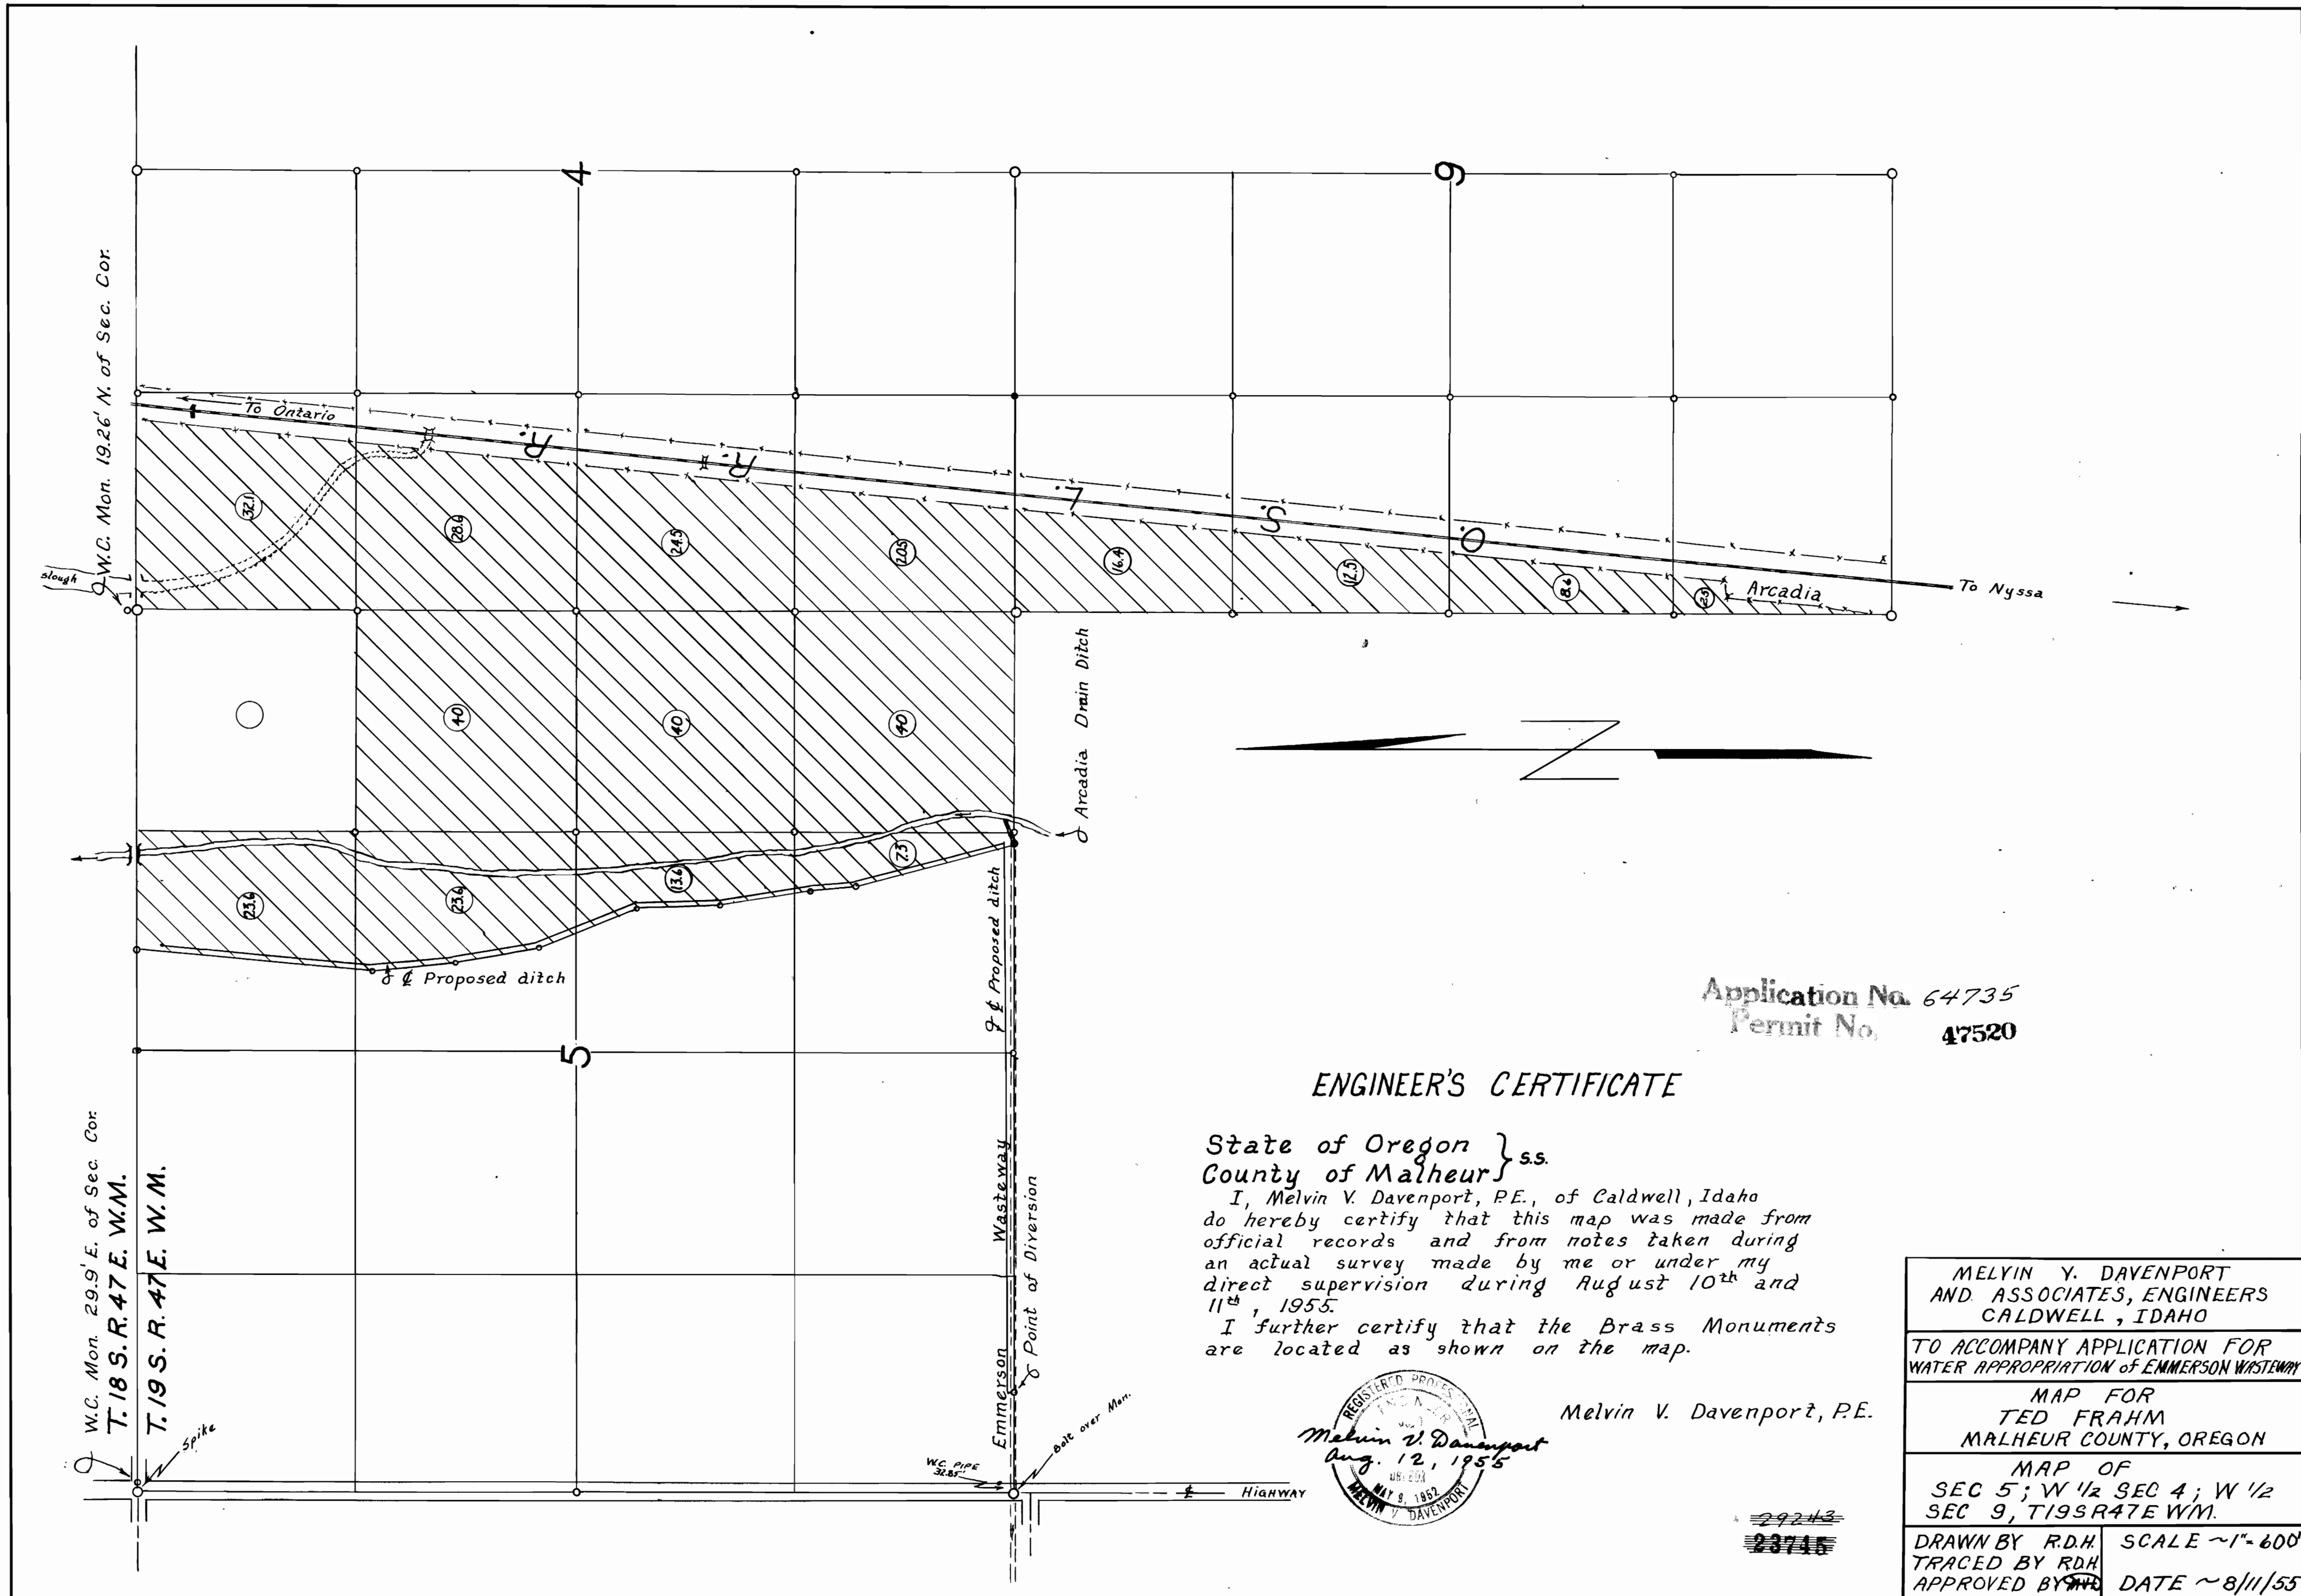 4
9
W.C. Mon. 19.26' N. of Sec. Cor.
To Ontario
R.
R.
L.
S.
O.
32.1
28.6
24.5
20.5
16.4
12.5
8.6
2.5
Arcadia
To Nyssa
slough
40
40
40
Arcadia Drain Ditch
23.6
23.6
13.6
7.3
℄ Proposed ditch
℄ Proposed ditch
5
W.C. Mon. 29.9' E. of Sec. Cor.
T. 18 S. R. 47 E. W.M.
T. 19 S. R. 47 E. W.M.
Spike
Emmerson Wasteway
Point of Diversion
W.C. PIPE
32.85'
Bolt over Mon.
℄ HIGHWAY
Application No. 64735
Permit No. 47520
ENGINEER'S CERTIFICATE
State of Oregon } s.s.
County of Malheur
I, Melvin V. Davenport, P.E., of Caldwell, Idaho
do hereby certify that this map was made from
official records and from notes taken during
an actual survey made by me or under my
direct supervision during August 10th and
11th, 1955.
I further certify that the Brass Monuments
are located as shown on the map.
Melvin V. Davenport, P.E.
REGISTERED PROFESSIONAL
ENGINEER
Melvin V. Davenport
Aug. 12, 1955
MAY 9, 1952
MELVIN V DAVENPORT
29243
23745
MELVIN V. DAVENPORT
AND ASSOCIATES, ENGINEERS
CALDWELL, IDAHO
TO ACCOMPANY APPLICATION FOR
WATER APPROPRIATION of EMMERSON WASTEWAY
MAP FOR
TED FRAHM
MALHEUR COUNTY, OREGON
MAP OF
SEC 5; W 1/2 SEC 4; W 1/2
SEC 9, T19S R47E WM.
DRAWN BY R.D.H.
TRACED BY RDH
APPROVED BY
SCALE ~ 1" = 600'
DATE ~ 8/11/55